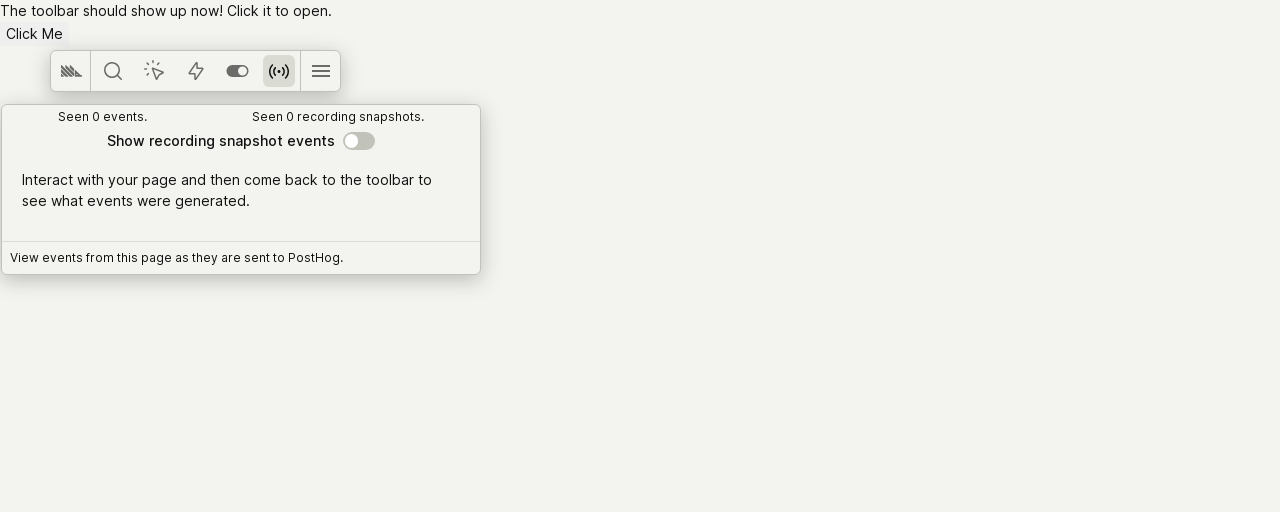 The toolbar should show up now! Click it to open.
Click Me
Seen 0 events.
Seen 0 recording snapshots.
Show recording snapshot events
Interact with your page and then come back to the toolbar to
see what events were generated.
View events from this page as they are sent to PostHog.